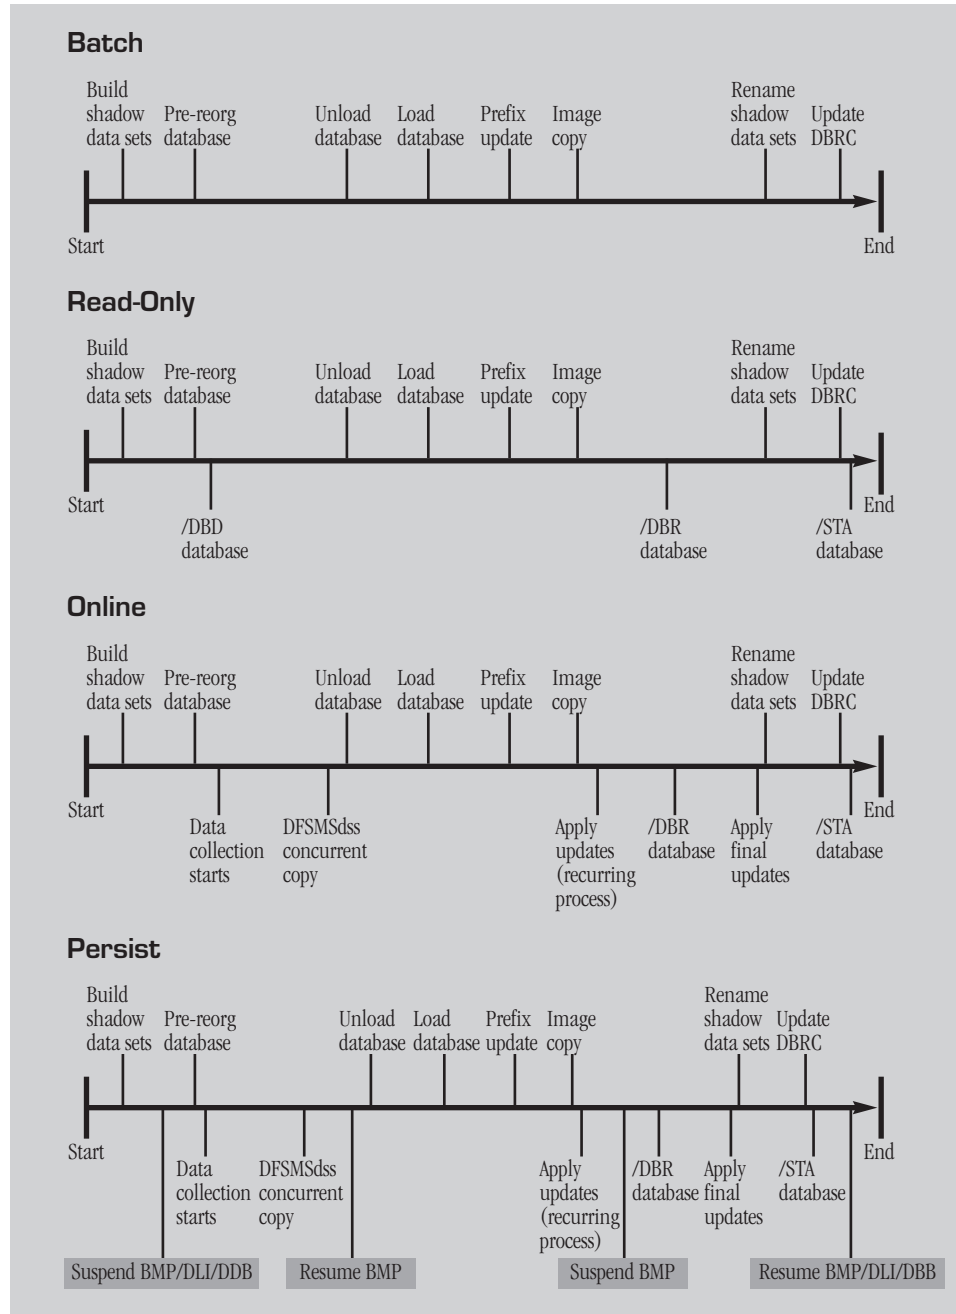 Batch
Build
shadow
data sets
Pre-reorg
database
Unload
database
Load
database
Prefix
update
Image
copy
Rename
shadow
data sets
Update
DBRC
Start
End
Read-Only
Build
shadow
data sets
Pre-reorg
database
Unload
database
Load
database
Prefix
update
Image
copy
Rename
shadow
data sets
Update
DBRC
Start
End
/DBD
database
/DBR
database
/STA
database
Online
Build
shadow
data sets
Pre-reorg
database
Unload
database
Load
database
Prefix
update
Image
copy
Rename
shadow
data sets
Update
DBRC
Start
End
Data
collection
starts
DFSMSdss
concurrent
copy
Apply
updates
(recurring
process)
/DBR
database
Apply
final
updates
/STA
database
Persist
Build
shadow
data sets
Pre-reorg
database
Unload
database
Load
database
Prefix
update
Image
copy
Rename
shadow
data sets
Update
DBRC
Start
End
Data
collection
starts
DFSMSdss
concurrent
copy
Apply
updates
(recurring
process)
/DBR
database
Apply
final
updates
/STA
database
Suspend BMP/DLI/DDB
Resume BMP
Suspend BMP
Resume BMP/DLI/DBB